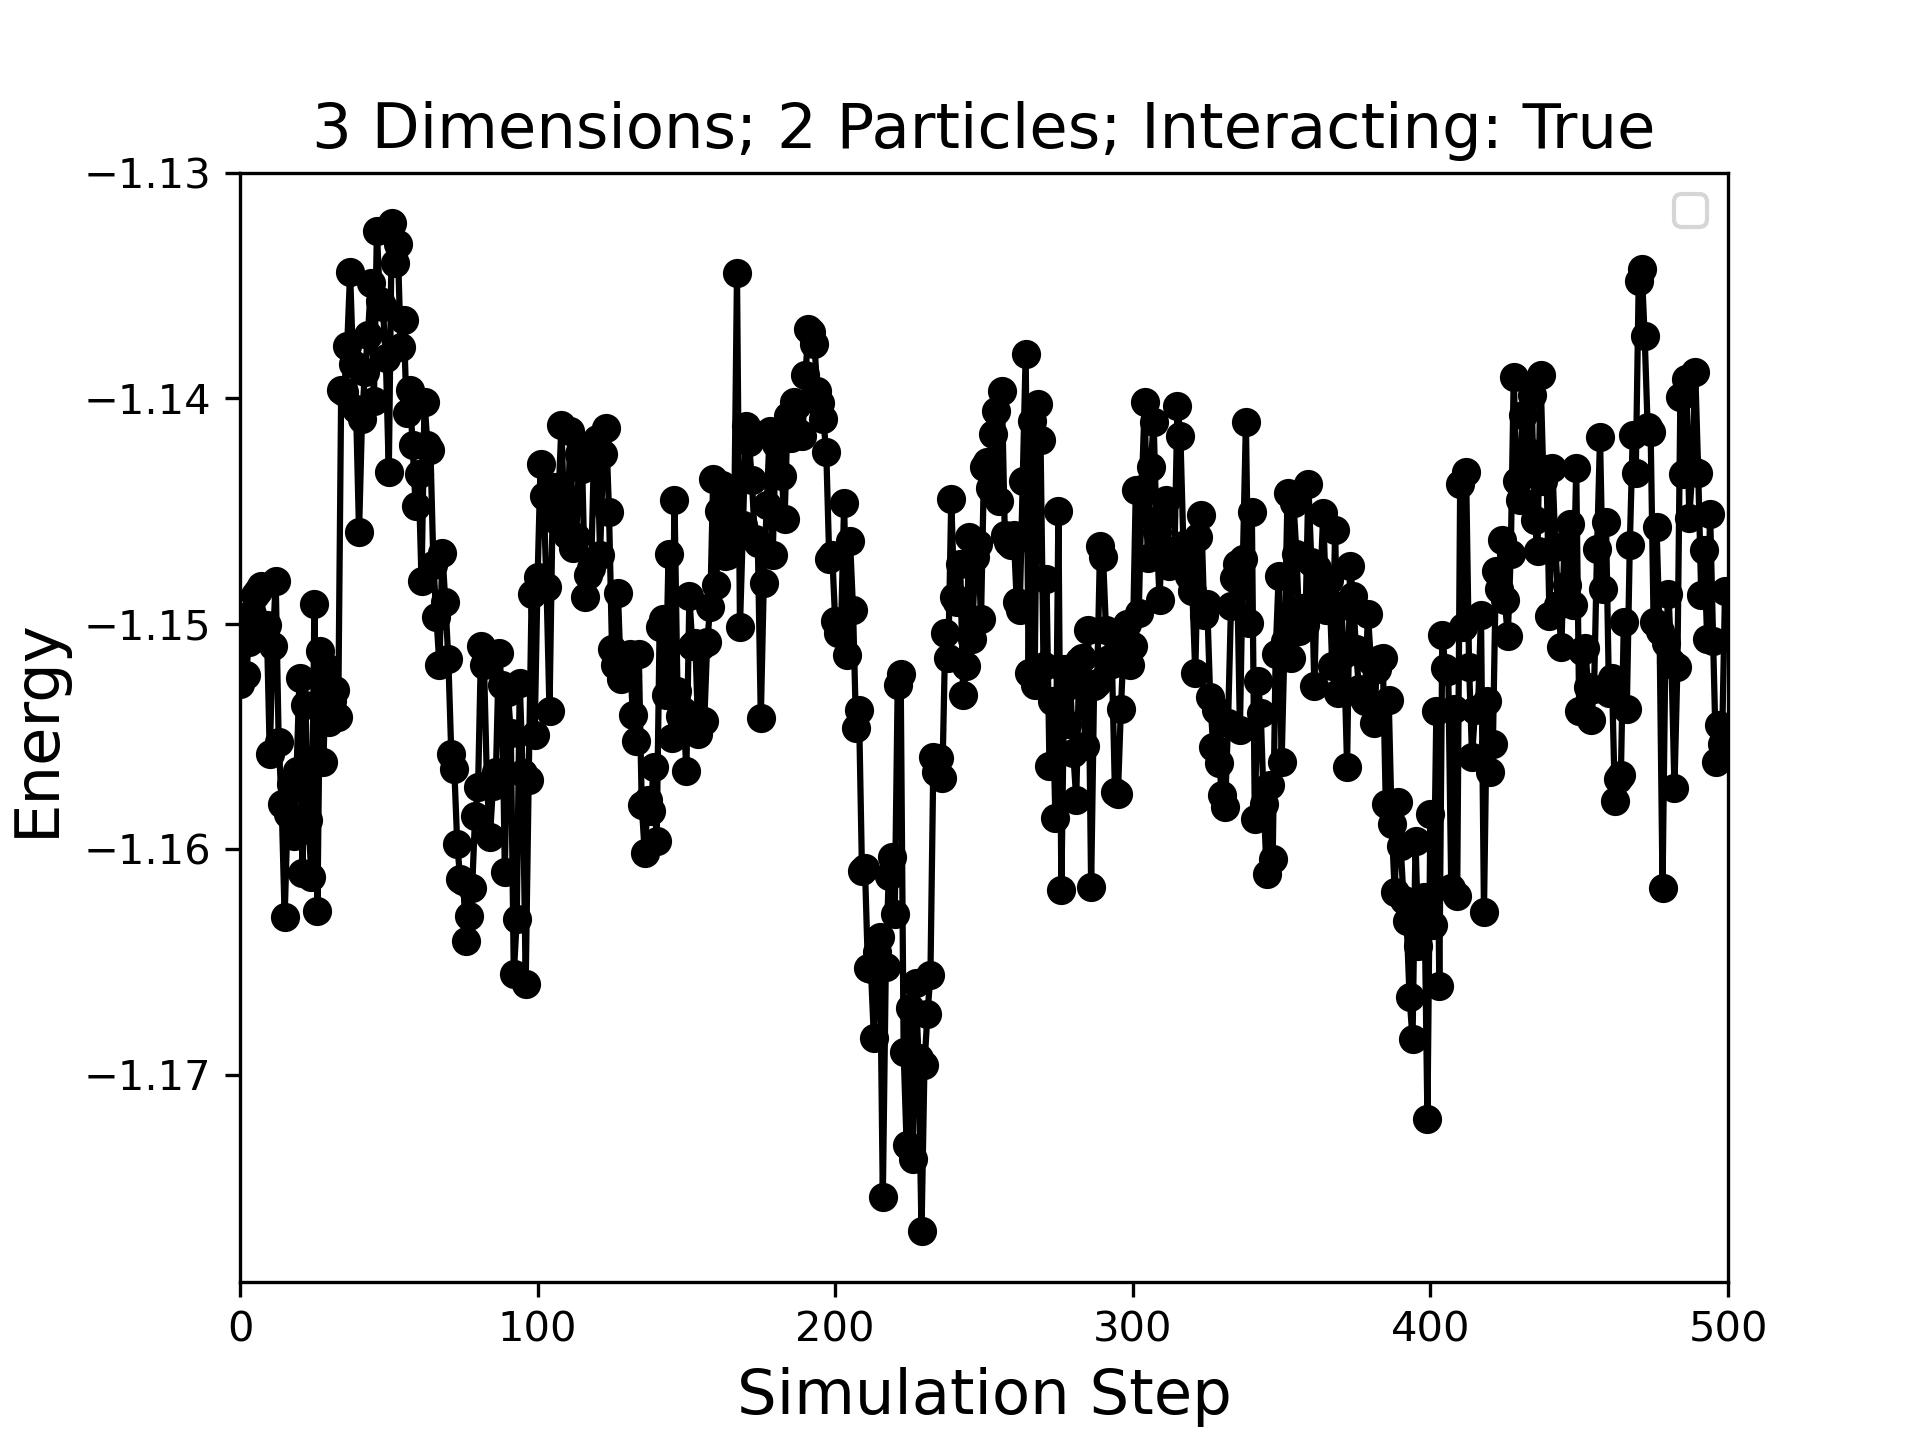 3 Dimensions; 2 Particles; Interacting: True
−1.13
−1.14
−1.15
−1.16
−1.17
Energy
0 100 200 300 400 500
Simulation Step